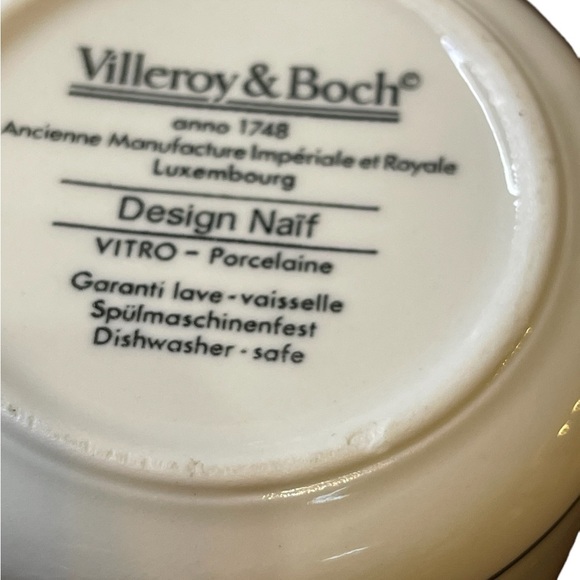 Villeroy & Boch©
anno 1748
Ancienne Manufacture Impériale et Royale
Luxembourg
Design Naïf
VITRO - Porcelaine
Garanti lave-vaisselle
Spülmaschinenfest
Dishwasher-safe